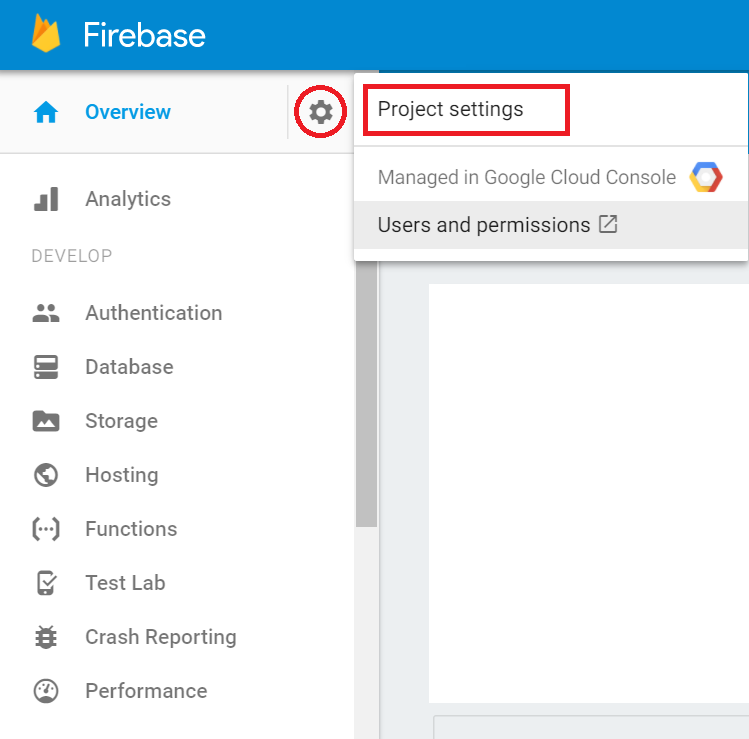 Firebase
Overview
Project settings
Managed in Google Cloud Console
Users and permissions
Analytics
DEVELOP
Authentication
Database
Storage
Hosting
Functions
Test Lab
Crash Reporting
Performance